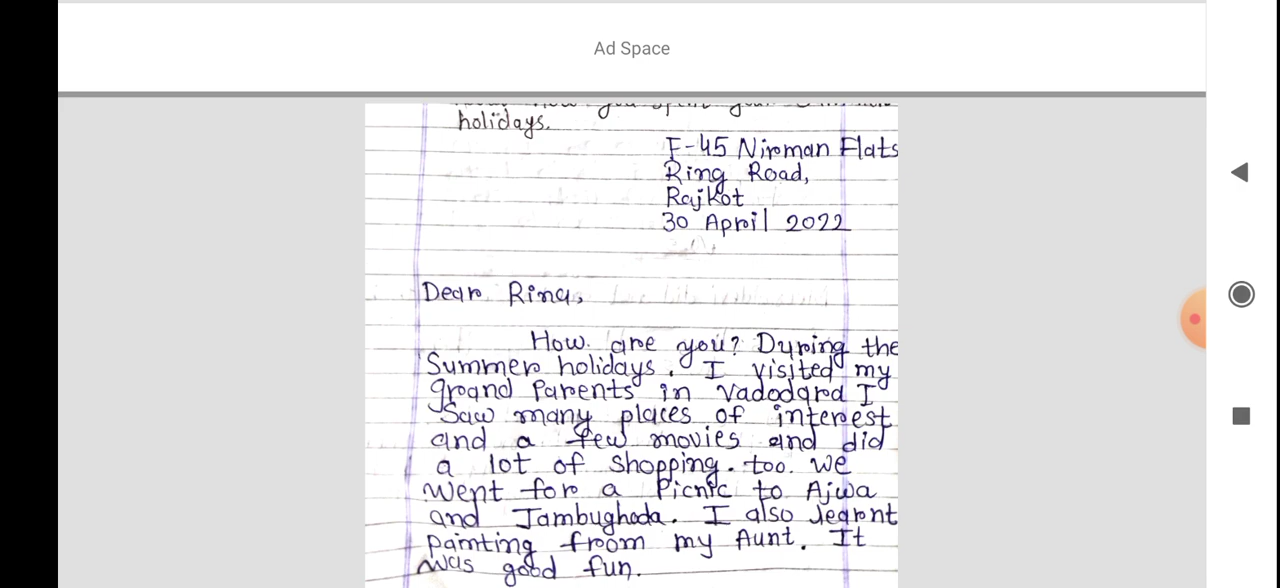 Ad Space
holidays.
F-45 Nirman Flats
Ring Road,
Rajkot
30 April 2022
Dear Rina,
How are you? During the
Summer holidays. I visited my
grand Parents in Vadodara I
Saw many places of interest
and a few movies and did
a lot of shopping. too. we
went for a Picnic to Ajwa
and Jambughoda. I also learnt
painting froom my Aunt. It
was good fun.